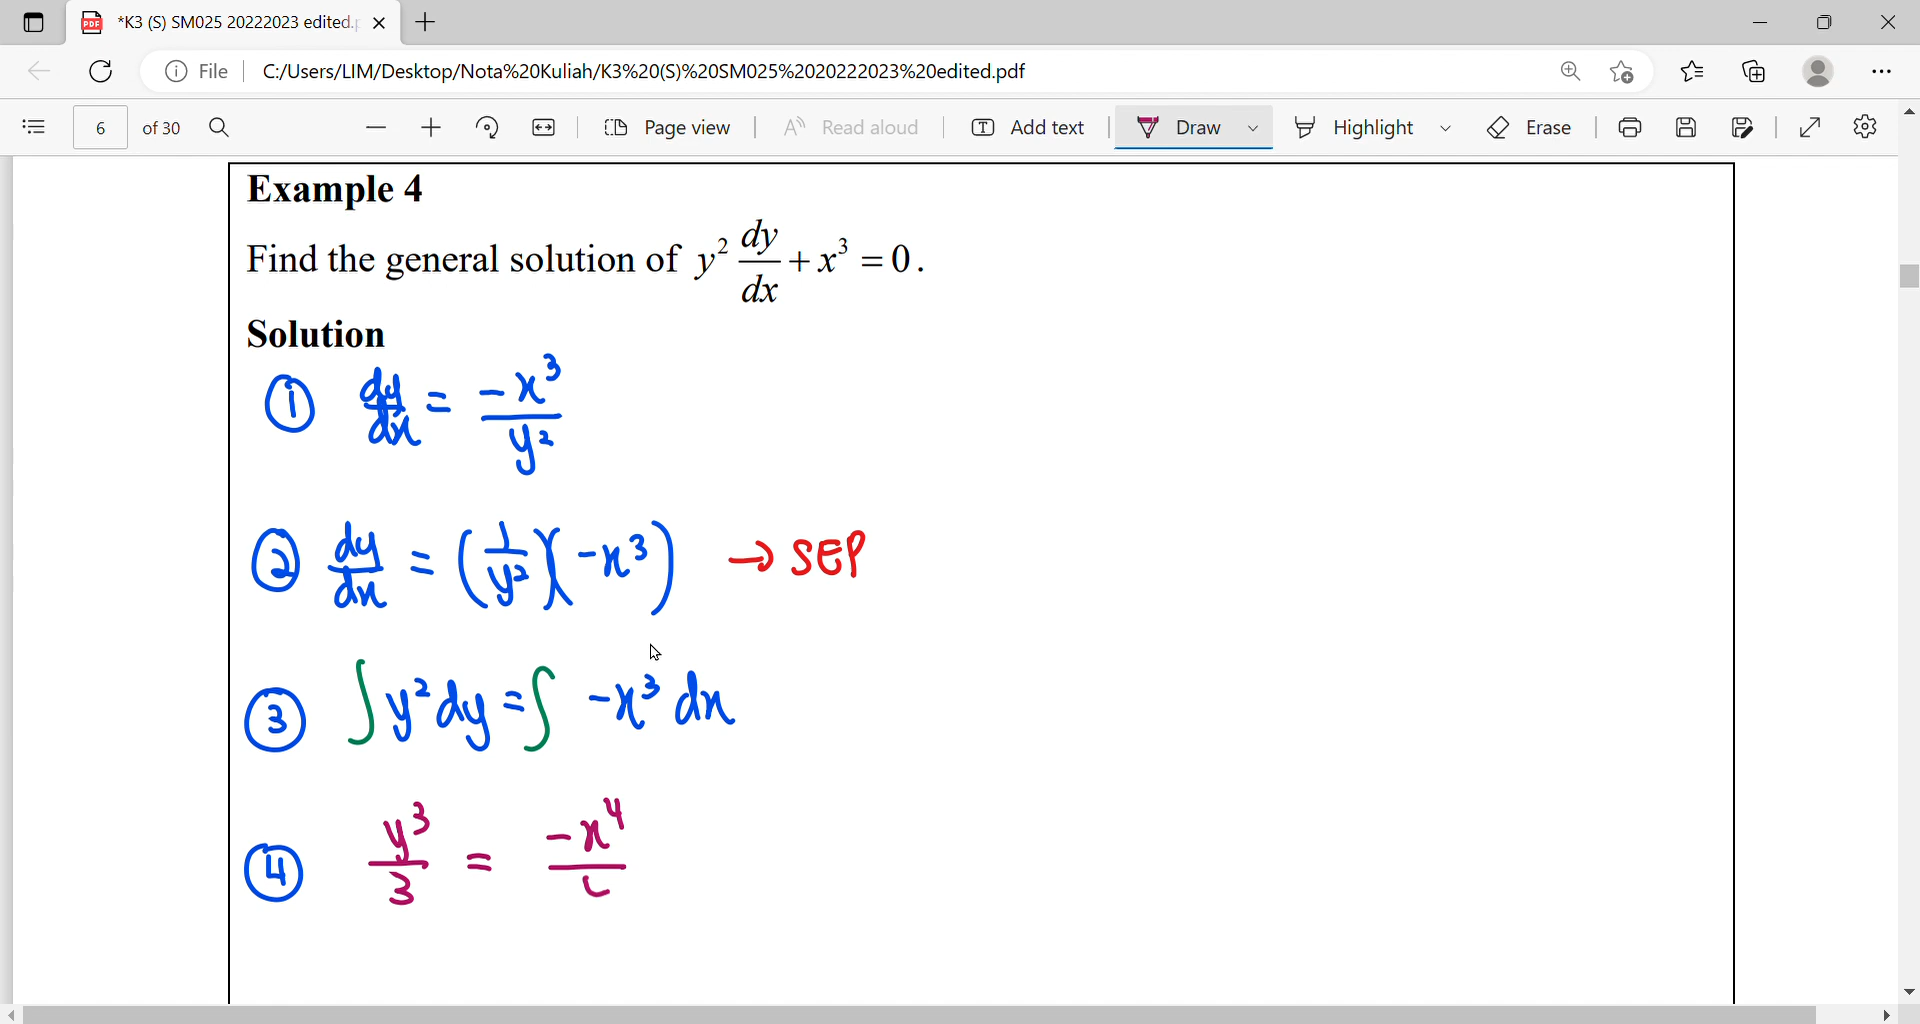 *K3 (S) SM025 20222023 edited.p
File C:/Users/LIM/Desktop/Nota%20Kuliah/K3%20(S)%20SM025%2020222023%20edited.pdf
6 of 30 Page view Read aloud Add text Draw Highlight Erase
Example 4
Find the general solution of y² dy/dx + x³ = 0.
Solution
① dy/dx = -x³/y²
② dy/dx = (1/y²)(-x³) → SEP
③ ∫ y² dy = ∫ -x³ dx
④ y³/3 = -x⁴/